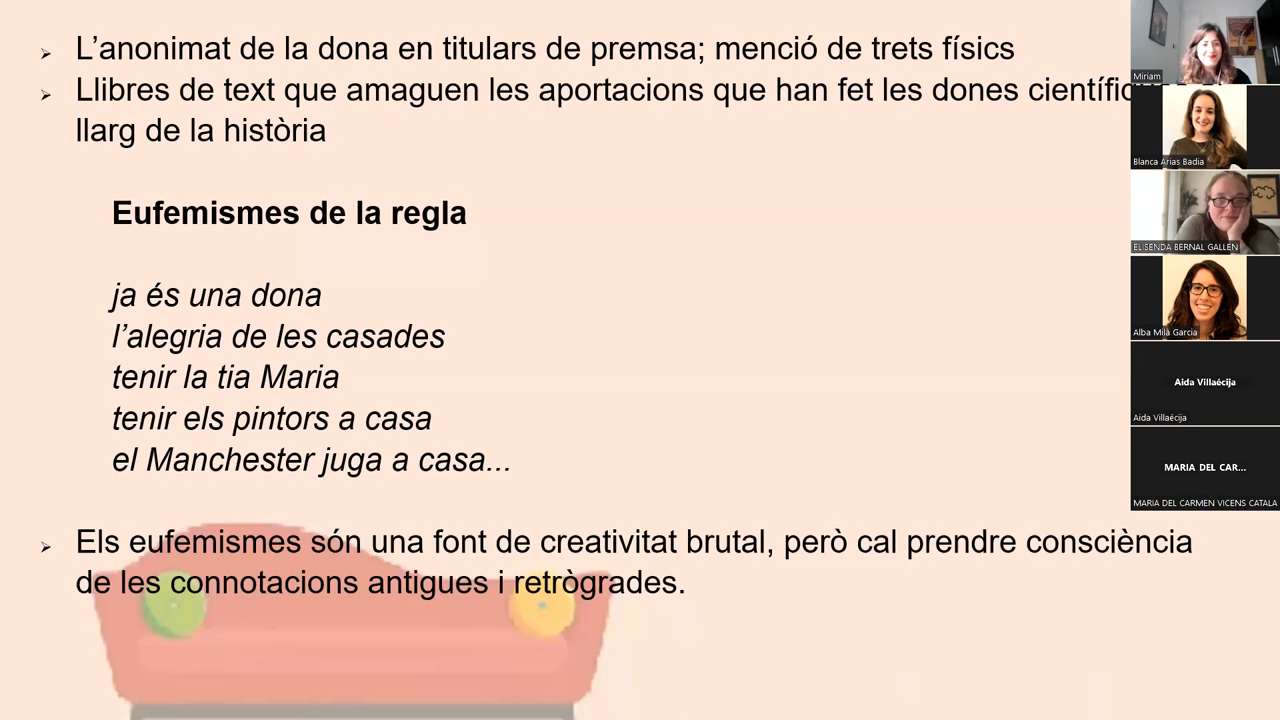 L’anonimat de la dona en titulars de premsa; menció de trets físics
Llibres de text que amaguen les aportacions que han fet les dones
llarg de la història
Eufemismes de la regla
ja és una dona
l’alegria de les casades
tenir la tia Maria
tenir els pintors a casa
el Manchester juga a casa...
Els eufemismes són una font de creativitat brutal, però cal prendre consciència
de les connotacions antigues i retrògrades.
Miriam
Blanca Arias Badia
ELISENDA BERNAL GALLEN
Alba Milà Garcia
Aida Villaécija
Aida Villaécija
MARIA DEL CAR...
MARIA DEL CARMEN VICENS CATALA